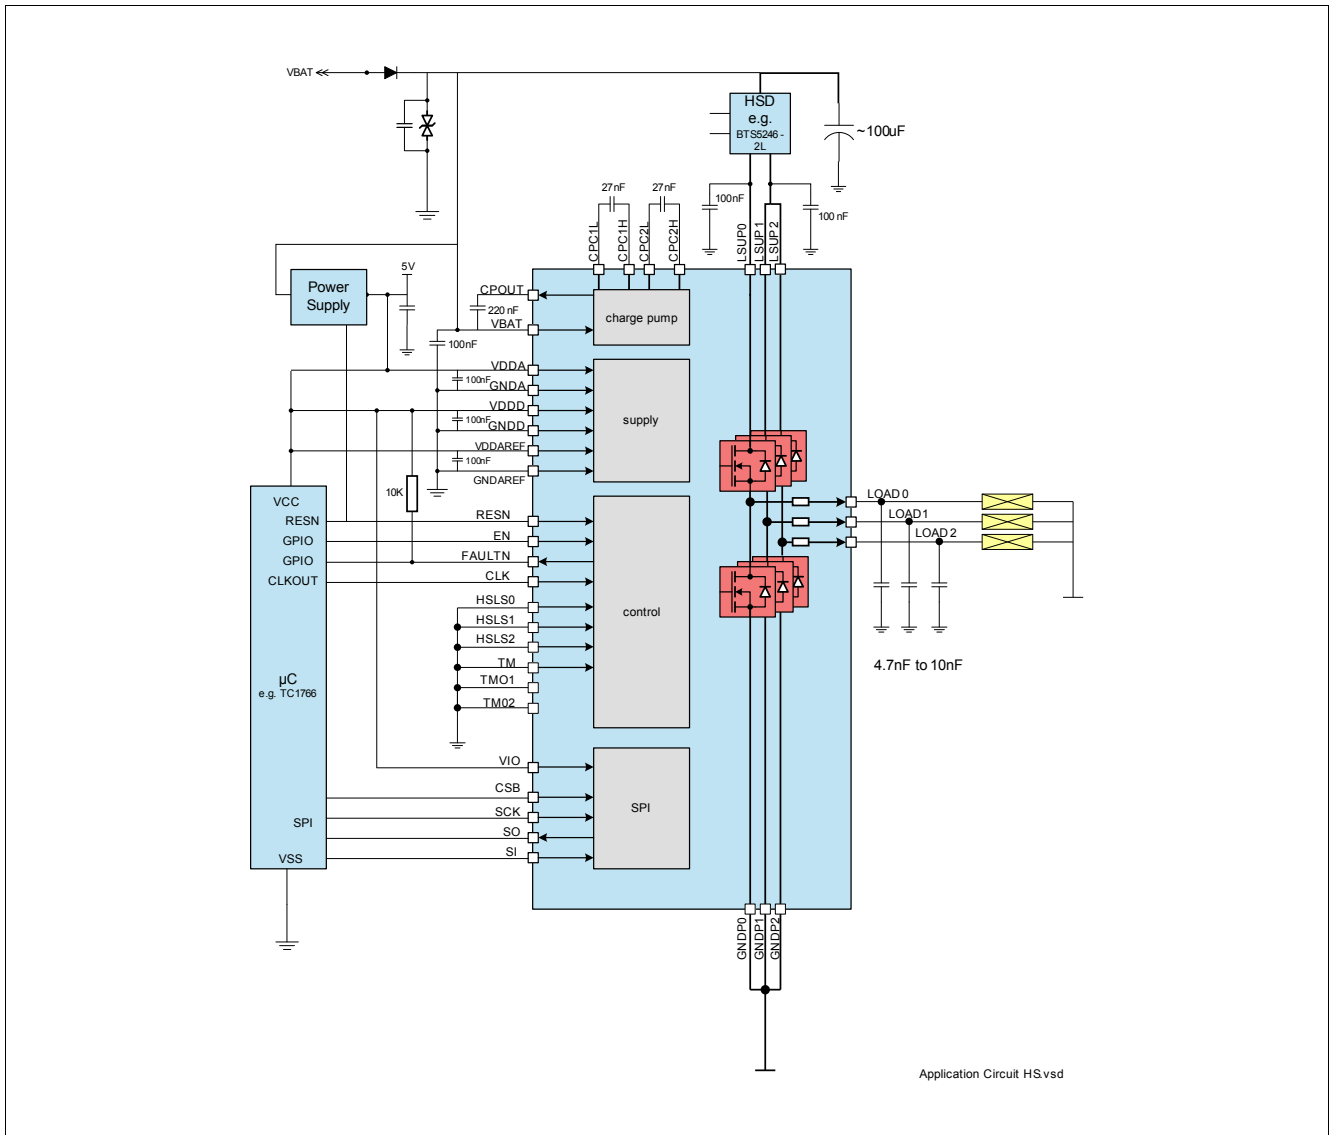 VBAT
HSD
e.g.
BTS5246 -
2L
~100uF
27nF
27nF
100nF
100 nF
CPC1L
CPC1H
CPC2L
CPC2H
LSUP0
LSUP 1
LSUP 2
5V
Power
Supply
CPOUT
220 nF
VBAT
charge pump
100nF
VDDA
100nF
GNDA
VDDD
100nF
GNDD
supply
VDDAREF
100nF
GNDAREF
10K
VCC
RESN
GPIO
GPIO
CLKOUT
RESN
EN
FAULTN
CLK
HSLS0
HSLS1
HSLS2
TM
TMO1
TM02
control
LOAD 0
LOAD 1
LOAD 2
4.7nF to 10nF
µC
e.g. TC1766
VIO
CSB
SCK
SO
SI
SPI
SPI
VSS
GNDP0
GNDP1
GNDP2
Application Circuit HS.vsd